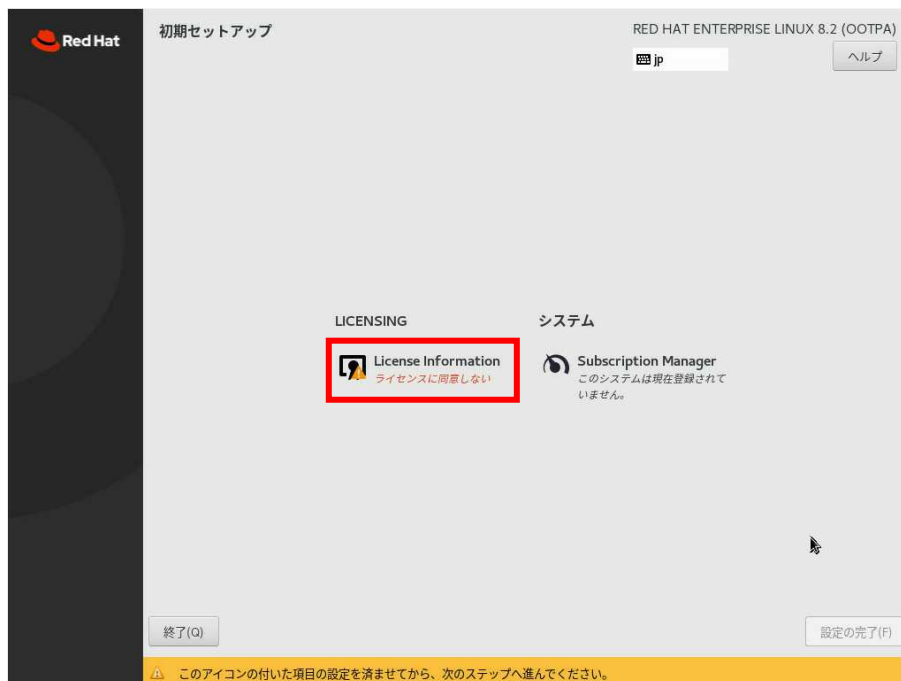 Red Hat
初期セットアップ
RED HAT ENTERPRISE LINUX 8.2 (OOTPA)
jp
ヘルプ
LICENSING
License Information
ライセンスに同意しない
システム
Subscription Manager
このシステムは現在登録されて
いません。
終了(Q)
設定の完了(F)
このアイコンの付いた項目の設定を済ませてから、次のステップへ進んでください。